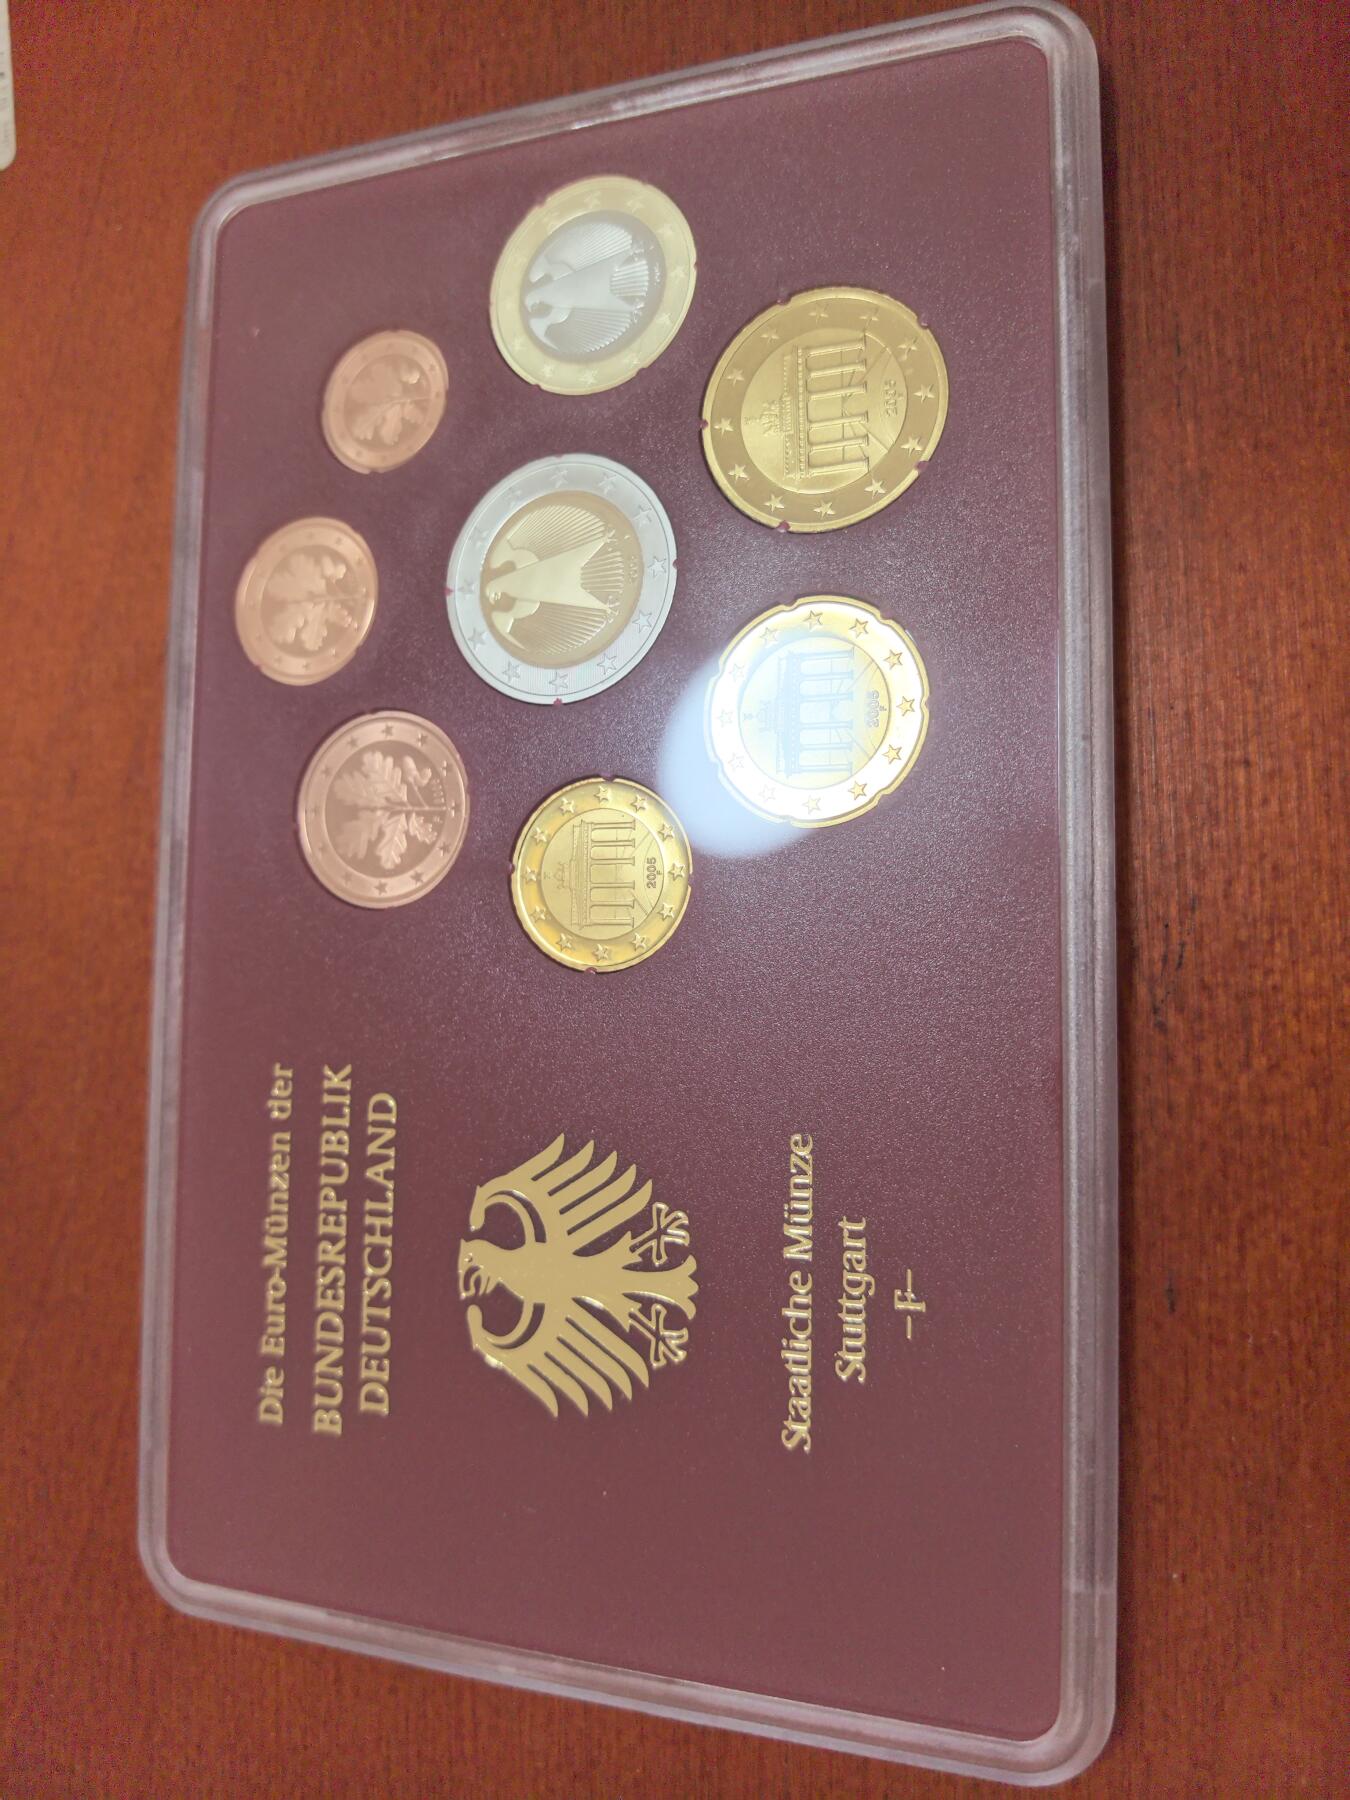 Die Euro-Münzen der
BUNDESREPUBLIK
DEUTSCHLAND
Staatliche Münze
Stuttgart
-F-
2005
F
2005
F
2005
F